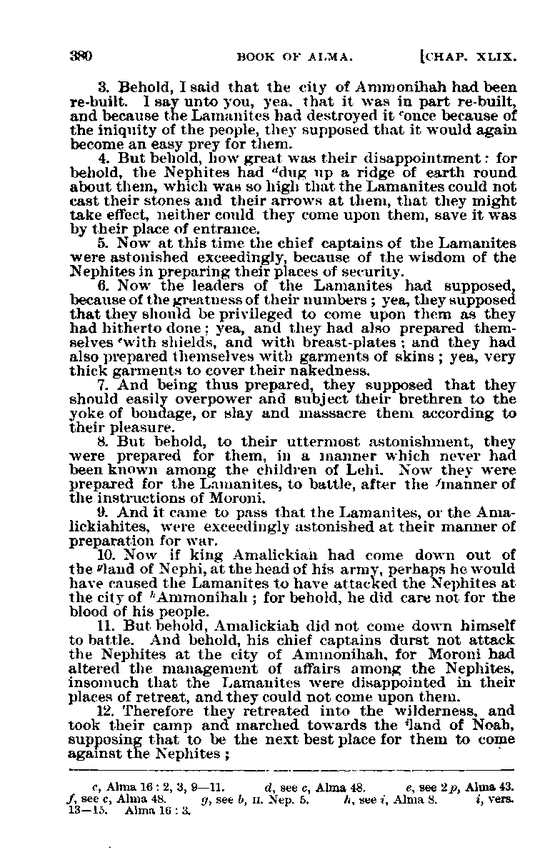 380 BOOK OF ALMA. [CHAP. XLIX.
3. Behold, I said that the city of Ammonihah had been
re-built. I say unto you, yea, that it was in part re-built,
and because the Lamanites had destroyed it conce because of
the iniquity of the people, they supposed that it would again
become an easy prey for them.
4. But behold, how great was their disappointment: for
behold, the Nephites had ddug up a ridge of earth round
about them, which was so high that the Lamanites could not
cast their stones and their arrows at them, that they might
take effect, neither could they come upon them, save it was
by their place of entrance.
5. Now at this time the chief captains of the Lamanites
were astonished exceedingly, because of the wisdom of the
Nephites in preparing their places of security.
6. Now the leaders of the Lamanites had supposed,
because of the greatness of their numbers; yea, they supposed
that they should be privileged to come upon them as they
had hitherto done; yea, and they had also prepared them-
selves ewith shields, and with breast-plates; and they had
also prepared themselves with garments of skins; yea, very
thick garments to cover their nakedness.
7. And being thus prepared, they supposed that they
should easily overpower and subject their brethren to the
yoke of bondage, or slay and massacre them according to
their pleasure.
8. But behold, to their uttermost astonishment, they
were prepared for them, in a manner which never had
been known among the children of Lehi. Now they were
prepared for the Lamanites, to battle, after the fmanner of
the instructions of Moroni.
9. And it came to pass that the Lamanites, or the Ama-
lickiahites, were exceedingly astonished at their manner of
preparation for war.
10. Now if king Amalickiah had come down out of
the gland of Nephi, at the head of his army, perhaps he would
have caused the Lamanites to have attacked the Nephites at
the city of hAmmonihah; for behold, he did care not for the
blood of his people.
11. But behold, Amalickiah did not come down himself
to battle. And behold, his chief captains durst not attack
the Nephites at the city of Ammonihah, for Moroni had
altered the management of affairs among the Nephites,
insomuch that the Lamanites were disappointed in their
places of retreat, and they could not come upon them.
12. Therefore they retreated into the wilderness, and
took their camp and marched towards the iland of Noah,
supposing that to be the next best place for them to come
against the Nephites;
c, Alma 16: 2, 3, 9—11. d, see c, Alma 48. e, see 2p, Alma 43.
f, see c, Alma 48. g, see b, II. Nep. 5. h, see i, Alma 8. i, vers.
13—15. Alma 16: 3.